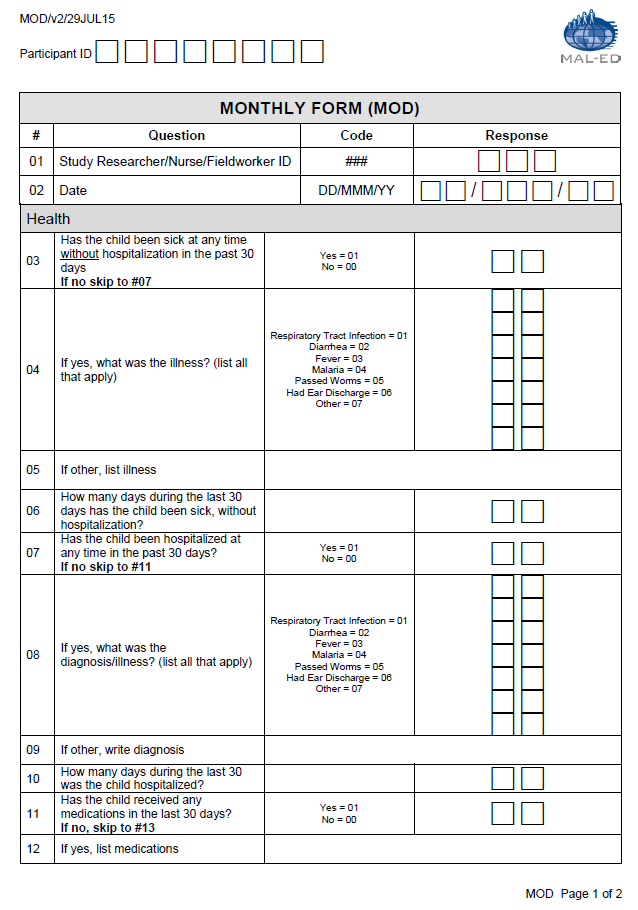 MOD/v2/29JUL15
MAL-ED
Participant ID
MONTHLY FORM (MOD)
# Question Code Response
01 Study Researcher/Nurse/Fieldworker ID ###
02 Date DD/MMM/YY / /
Health
03
Has the child been sick at any time
without hospitalization in the past 30
days
If no skip to #07
Yes = 01
No = 00
04
If yes, what was the illness? (list all
that apply)
Respiratory Tract Infection = 01
Diarrhea = 02
Fever = 03
Malaria = 04
Passed Worms = 05
Had Ear Discharge = 06
Other = 07
05 If other, list illness
06
How many days during the last 30
days has the child been sick, without
hospitalization?
07
Has the child been hospitalized at
any time in the past 30 days?
If no skip to #11
Yes = 01
No = 00
08
If yes, what was the
diagnosis/illness? (list all that apply)
Respiratory Tract Infection = 01
Diarrhea = 02
Fever = 03
Malaria = 04
Passed Worms = 05
Had Ear Discharge = 06
Other = 07
09 If other, write diagnosis
10
How many days during the last 30
was the child hospitalized?
11
Has the child received any
medications in the last 30 days?
If no, skip to #13
Yes = 01
No = 00
12 If yes, list medications
MOD Page 1 of 2